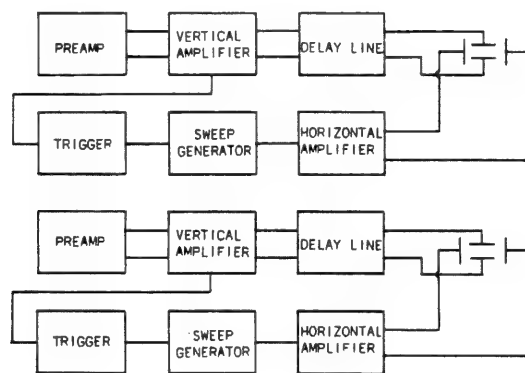 PREAMP
VERTICAL
AMPLIFIER
DELAY LINE
TRIGGER
SWEEP
GENERATOR
HORIZONTAL
AMPLIFIER
PREAMP
VERTICAL
AMPLIFIER
DELAY LINE
TRIGGER
SWEEP
GENERATOR
HORIZONTAL
AMPLIFIER